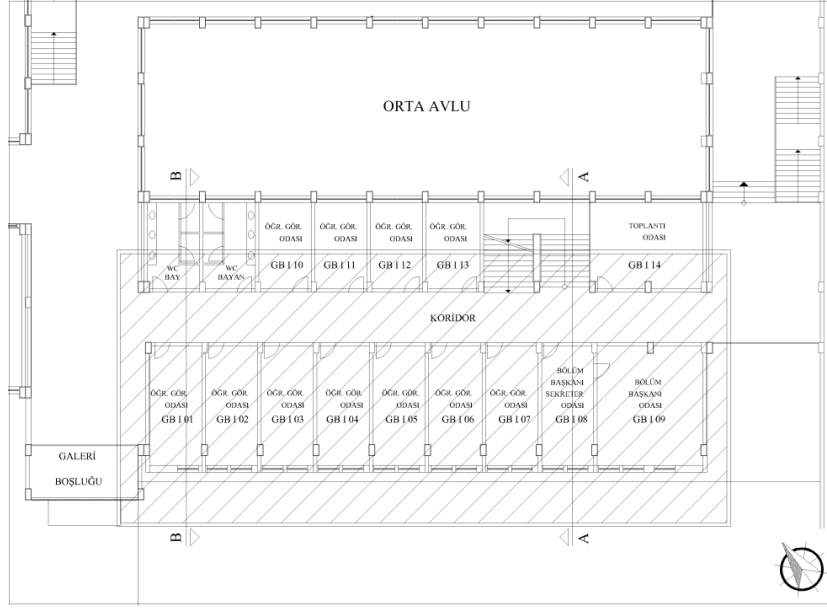 ORTA AVLU
B
A
ÖĞR. GÖR.
ODASI
GB I 10
ÖĞR. GÖR.
ODASI
GB I 11
ÖĞR. GÖR.
ODASI
GB I 12
ÖĞR. GÖR.
ODASI
GB I 13
TOPLANTI
ODASI
GB I 14
WC
BAY
WC
BAYAN
KORİDOR
ÖĞR. GÖR.
ODASI
GB I 01
ÖĞR. GÖR.
ODASI
GB I 02
ÖĞR. GÖR.
ODASI
GB I 03
ÖĞR. GÖR.
ODASI
GB I 04
ÖĞR. GÖR.
ODASI
GB I 05
ÖĞR. GÖR.
ODASI
GB I 06
ÖĞR. GÖR.
ODASI
GB I 07
BÖLÜM
BAŞKANI
SEKRETER
ODASI
GB I 08
BÖLÜM
BAŞKANI
ODASI
GB I 09
GALERİ
BOŞLUĞU
B
A